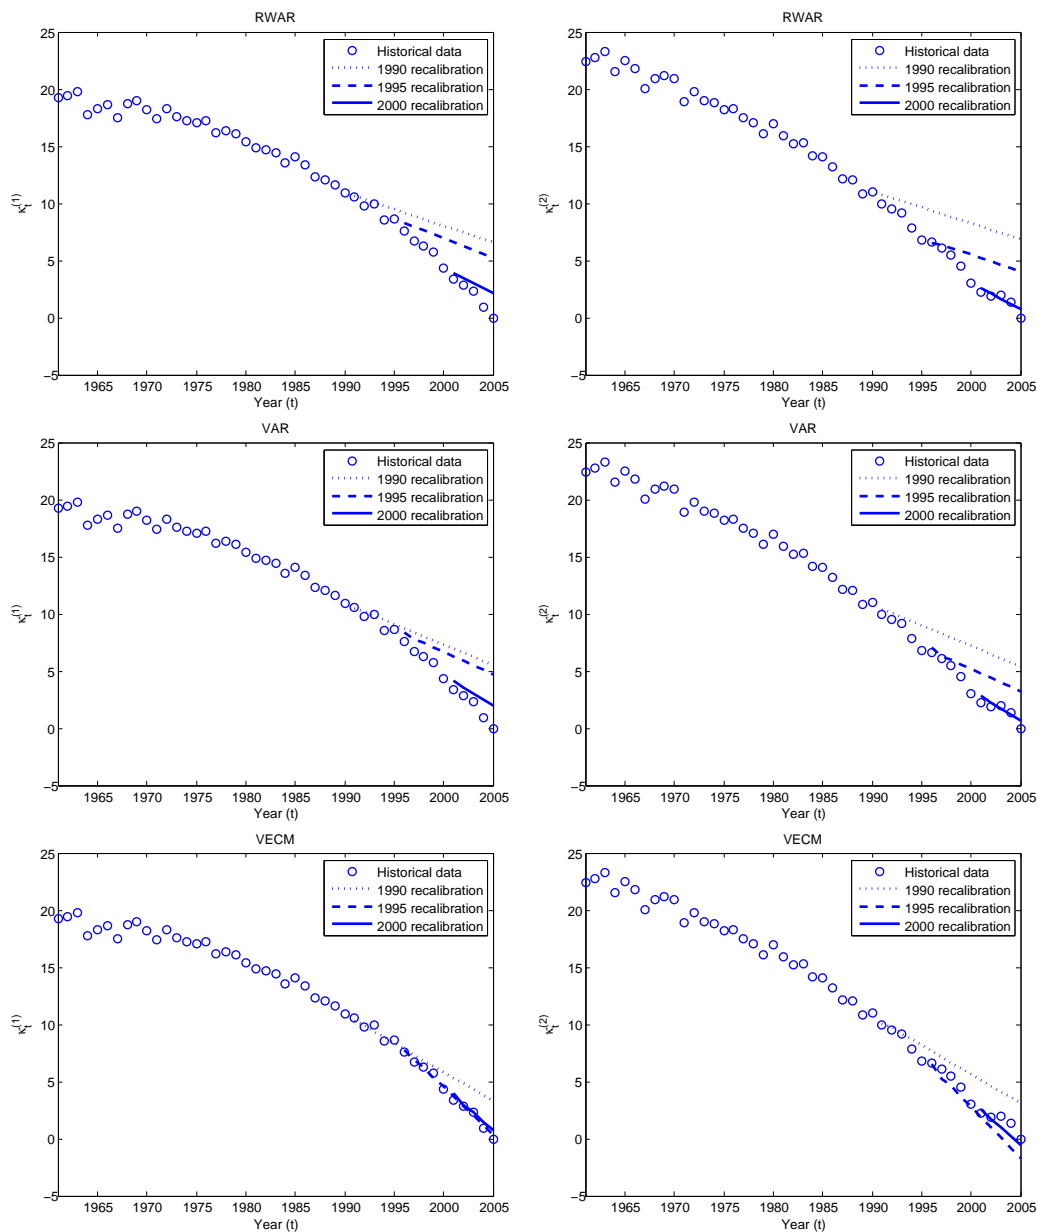 RWAR
25
20
15
10
5
0
−5
κt(1)
Historical data
1990 recalibration
1995 recalibration
2000 recalibration
1965 1970 1975 1980 1985 1990 1995 2000 2005
Year (t)
RWAR
25
20
15
10
5
0
−5
κt(2)
Historical data
1990 recalibration
1995 recalibration
2000 recalibration
1965 1970 1975 1980 1985 1990 1995 2000 2005
Year (t)
VAR
25
20
15
10
5
0
−5
κt(1)
Historical data
1990 recalibration
1995 recalibration
2000 recalibration
1965 1970 1975 1980 1985 1990 1995 2000 2005
Year (t)
VAR
25
20
15
10
5
0
−5
κt(2)
Historical data
1990 recalibration
1995 recalibration
2000 recalibration
1965 1970 1975 1980 1985 1990 1995 2000 2005
Year (t)
VECM
25
20
15
10
5
0
−5
κt(1)
Historical data
1990 recalibration
1995 recalibration
2000 recalibration
1965 1970 1975 1980 1985 1990 1995 2000 2005
Year (t)
VECM
25
20
15
10
5
0
−5
κt(2)
Historical data
1990 recalibration
1995 recalibration
2000 recalibration
1965 1970 1975 1980 1985 1990 1995 2000 2005
Year (t)